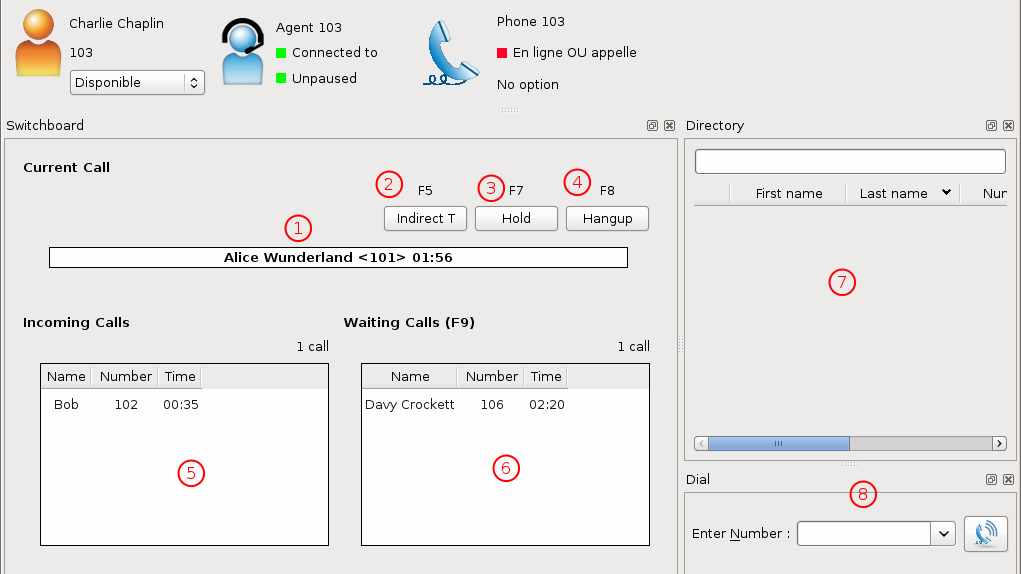 Charlie Chaplin
103
Disponible
Agent 103
Connected to
Unpaused
Phone 103
En ligne OU appelle
No option
Switchboard
Current Call
2 F5 3 F7 4 F8
Indirect T Hold Hangup
1
Alice Wunderland <101> 01:56
Incoming Calls
1 call
Name Number Time
Bob 102 00:35
5
Waiting Calls (F9)
1 call
Name Number Time
Davy Crockett 106 02:20
6
Directory
First name Last name Nur
7
Dial
8
Enter Number :